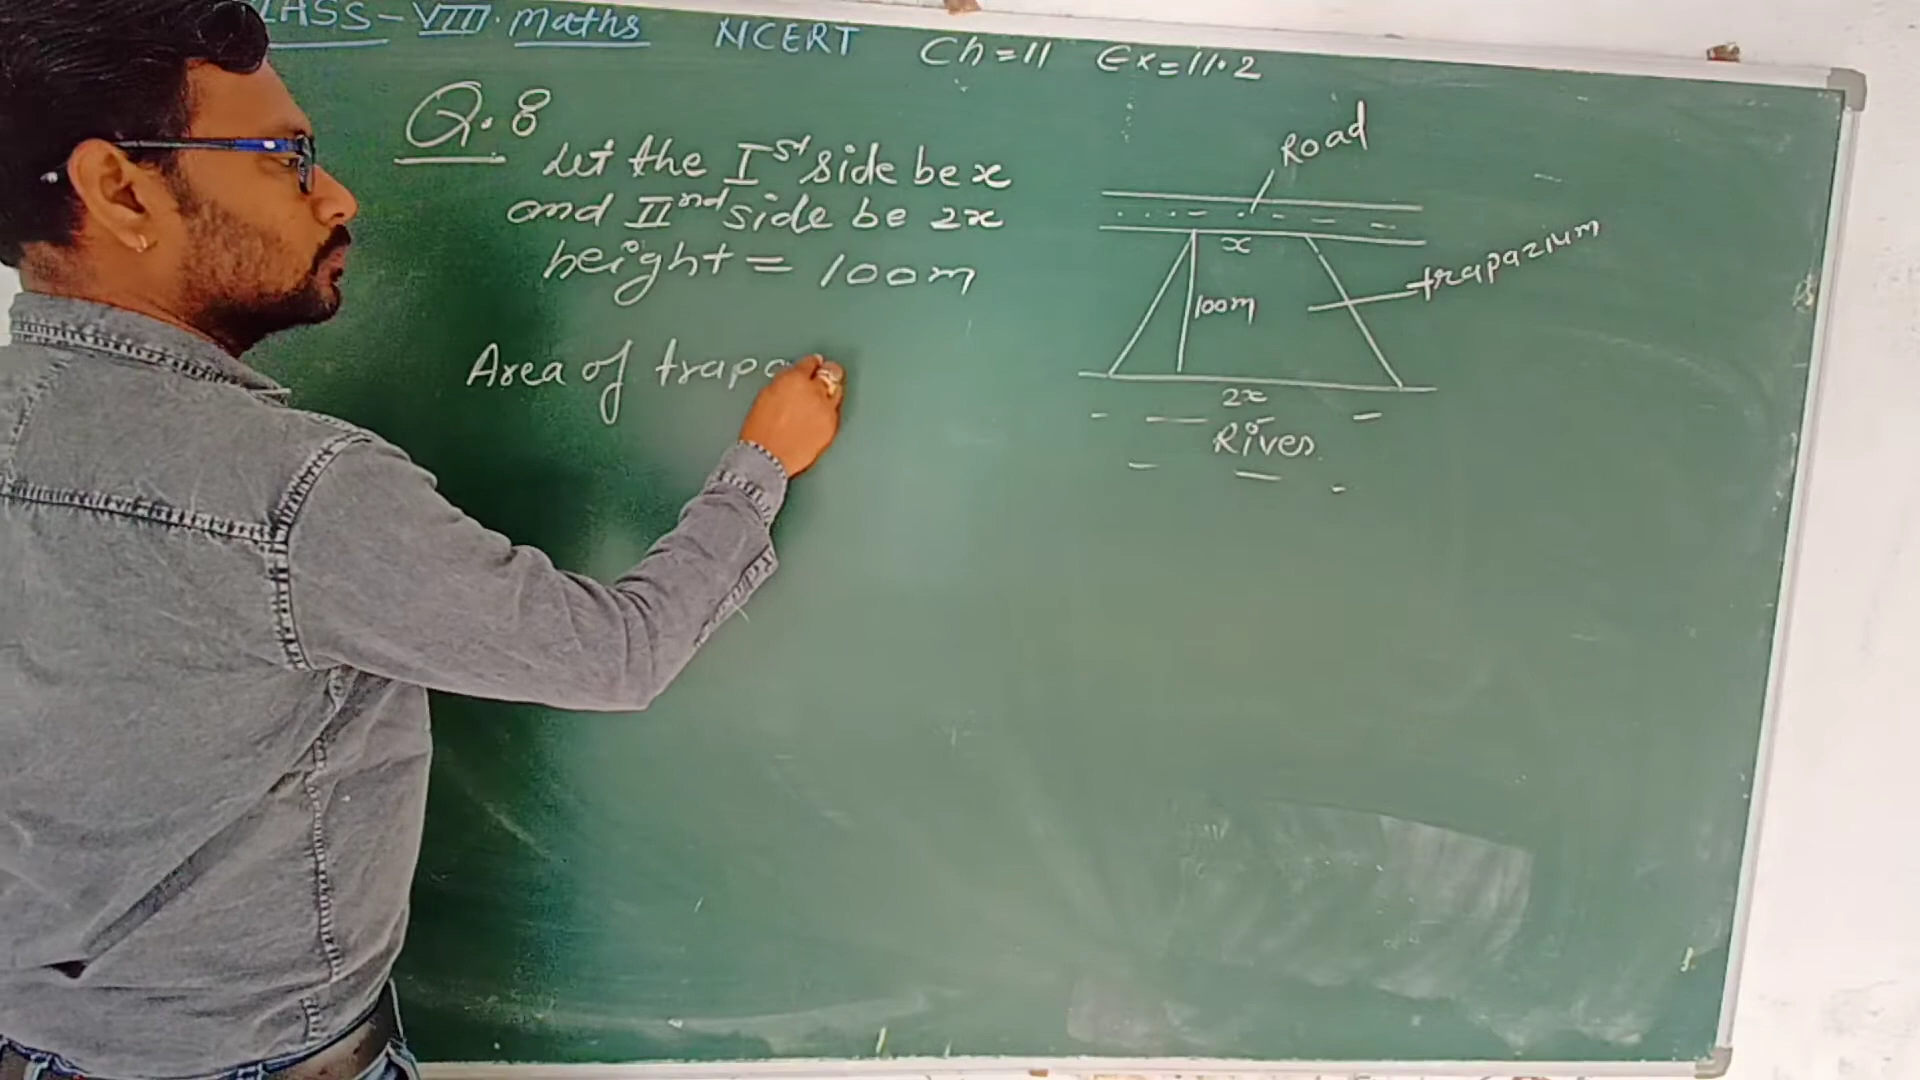 CLASS - VIII. Maths NCERT Ch = 11 Ex = 11.2
Q. 8
Let the Ist side be x
and IInd side be 2x
height = 100m
Area of trapa
Road
x
100m
trapazium
2x
River